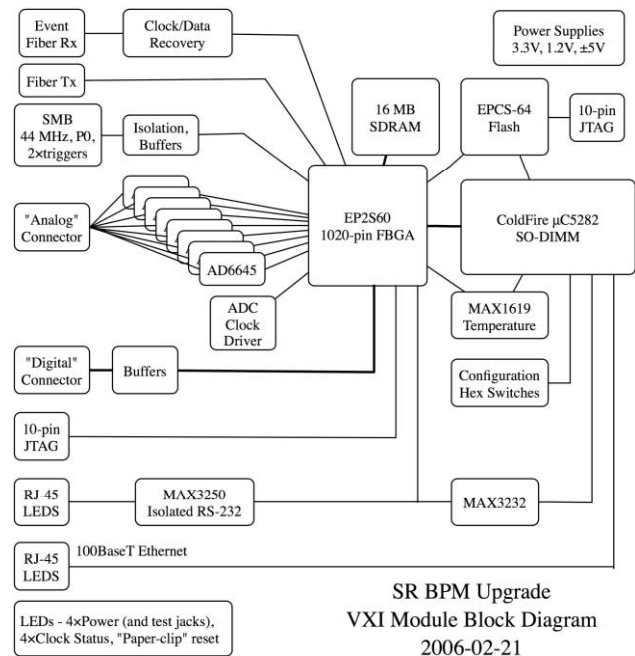 Event
Fiber Rx
Clock/Data
Recovery
Power Supplies
3.3V, 1.2V, ±5V
Fiber Tx
SMB
44 MHz, P0,
2×triggers
Isolation,
Buffers
16 MB
SDRAM
EPCS-64
Flash
10-pin
JTAG
"Analog"
Connector
AD6645
EP2S60
1020-pin FBGA
ColdFire μC5282
SO-DIMM
ADC
Clock
Driver
MAX1619
Temperature
"Digital"
Connector
Buffers
Configuration
Hex Switches
10-pin
JTAG
RJ-45
LEDS
MAX3250
Isolated RS-232
MAX3232
RJ-45
LEDS
100BaseT Ethernet
LEDs - 4×Power (and test jacks),
4×Clock Status, "Paper-clip" reset
SR BPM Upgrade
VXI Module Block Diagram
2006-02-21